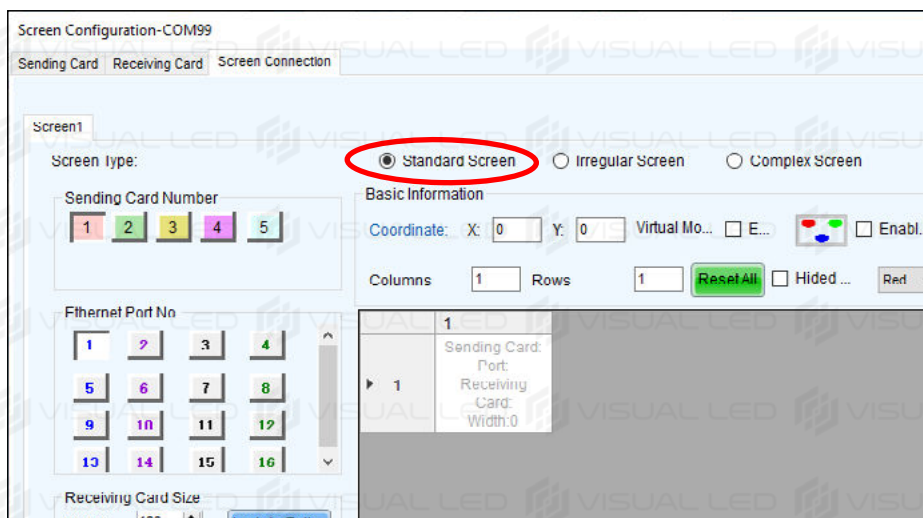 Screen Configuration-COM99
Sending Card Receiving Card Screen Connection
Screen1
Screen Type:
Standard Screen Irregular Screen Complex Screen
Sending Card Number
1 2 3 4 5
Basic Information
Coordinate: X: 0 Y: 0 Virtual Mo... E... Enabl.
Columns 1 Rows 1 Reset All Hided ... Red
Ethernet Port No
1 2 3 4
5 6 7 8
9 10 11 12
13 14 15 16
1
1
Sending Card:
Port:
Receiving
Card:
Width:0
Receiving Card Size
VISUAL LED